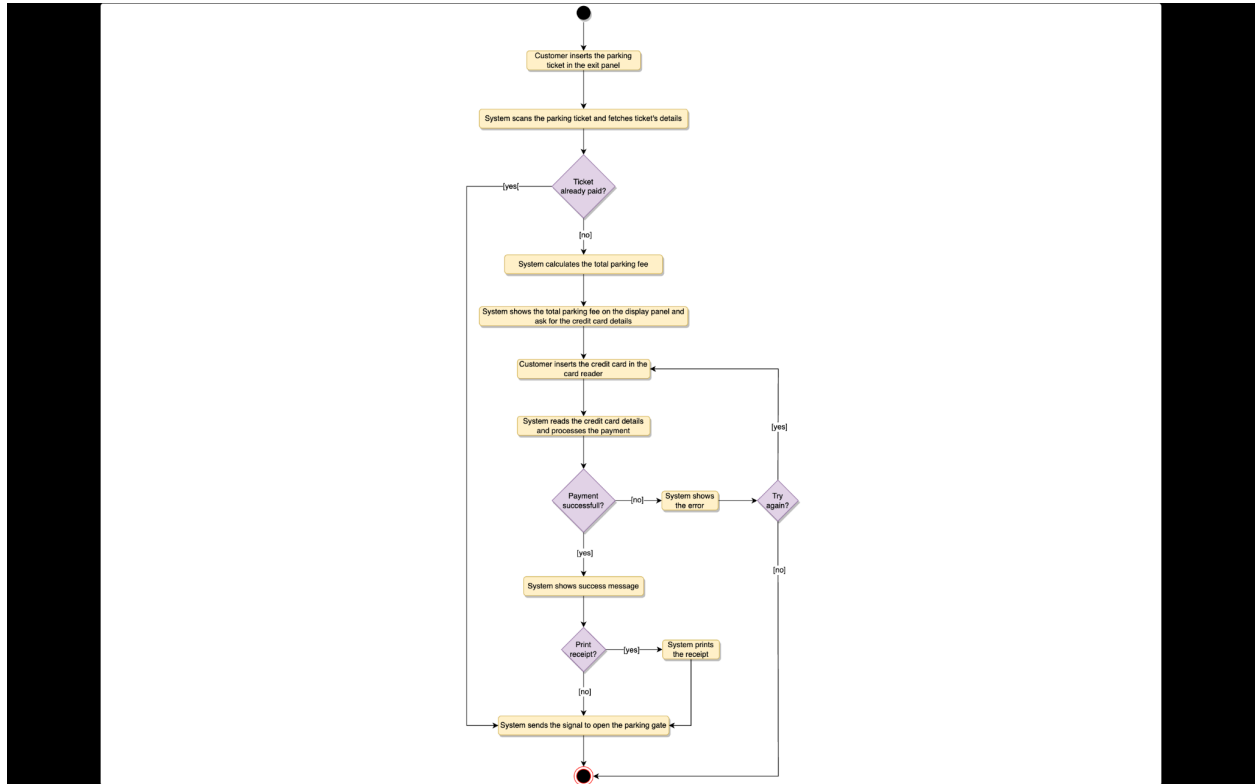 Customer inserts the parking
ticket in the exit panel
System scans the parking ticket and fetches ticket's details
Ticket
already paid?
[yes[
[no]
System calculates the total parking fee
System shows the total parking fee on the display panel and
ask for the credit card details
Customer inserts the credit card in the
card reader
System reads the credit card details
and processes the payment
[yes]
Payment
successfull?
[no]
System shows
the error
Try
again?
[yes]
[no]
System shows success message
Print
receipt?
[yes]
System prints
the receipt
[no]
System sends the signal to open the parking gate